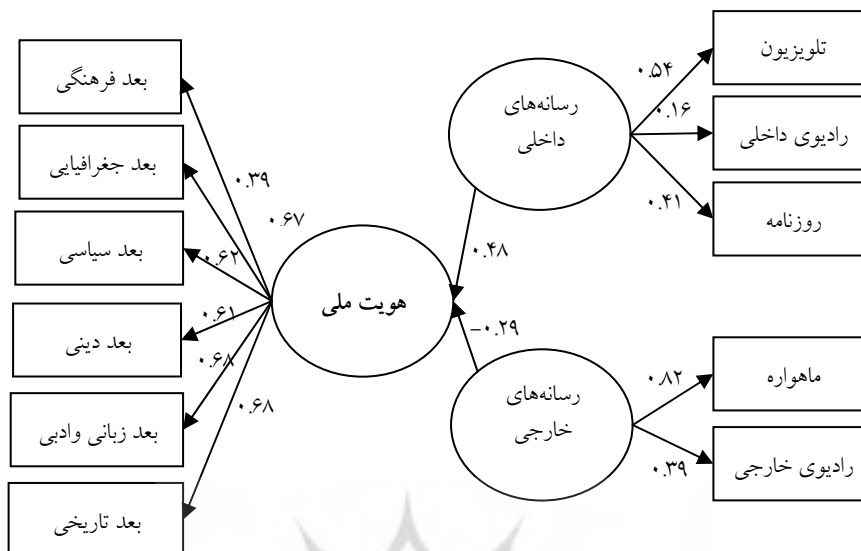 تلویزیون
۰.۵۴
رادیوی داخلی
۰.۱۶
روزنامه
۰.۴۱
رسانه‌های
داخلی
۰.۴۸
هویت ملی
-۰.۲۹
رسانه‌های
خارجی
ماهواره
۰.۸۲
رادیوی خارجی
۰.۳۹
بعد فرهنگی
۰.۳۹
بعد جغرافیایی
۰.۶۷
بعد سیاسی
۰.۶۲
بعد دینی
۰.۶۱
بعد زبانی وادبی
۰.۶۸
بعد تاریخی
۰.۶۸